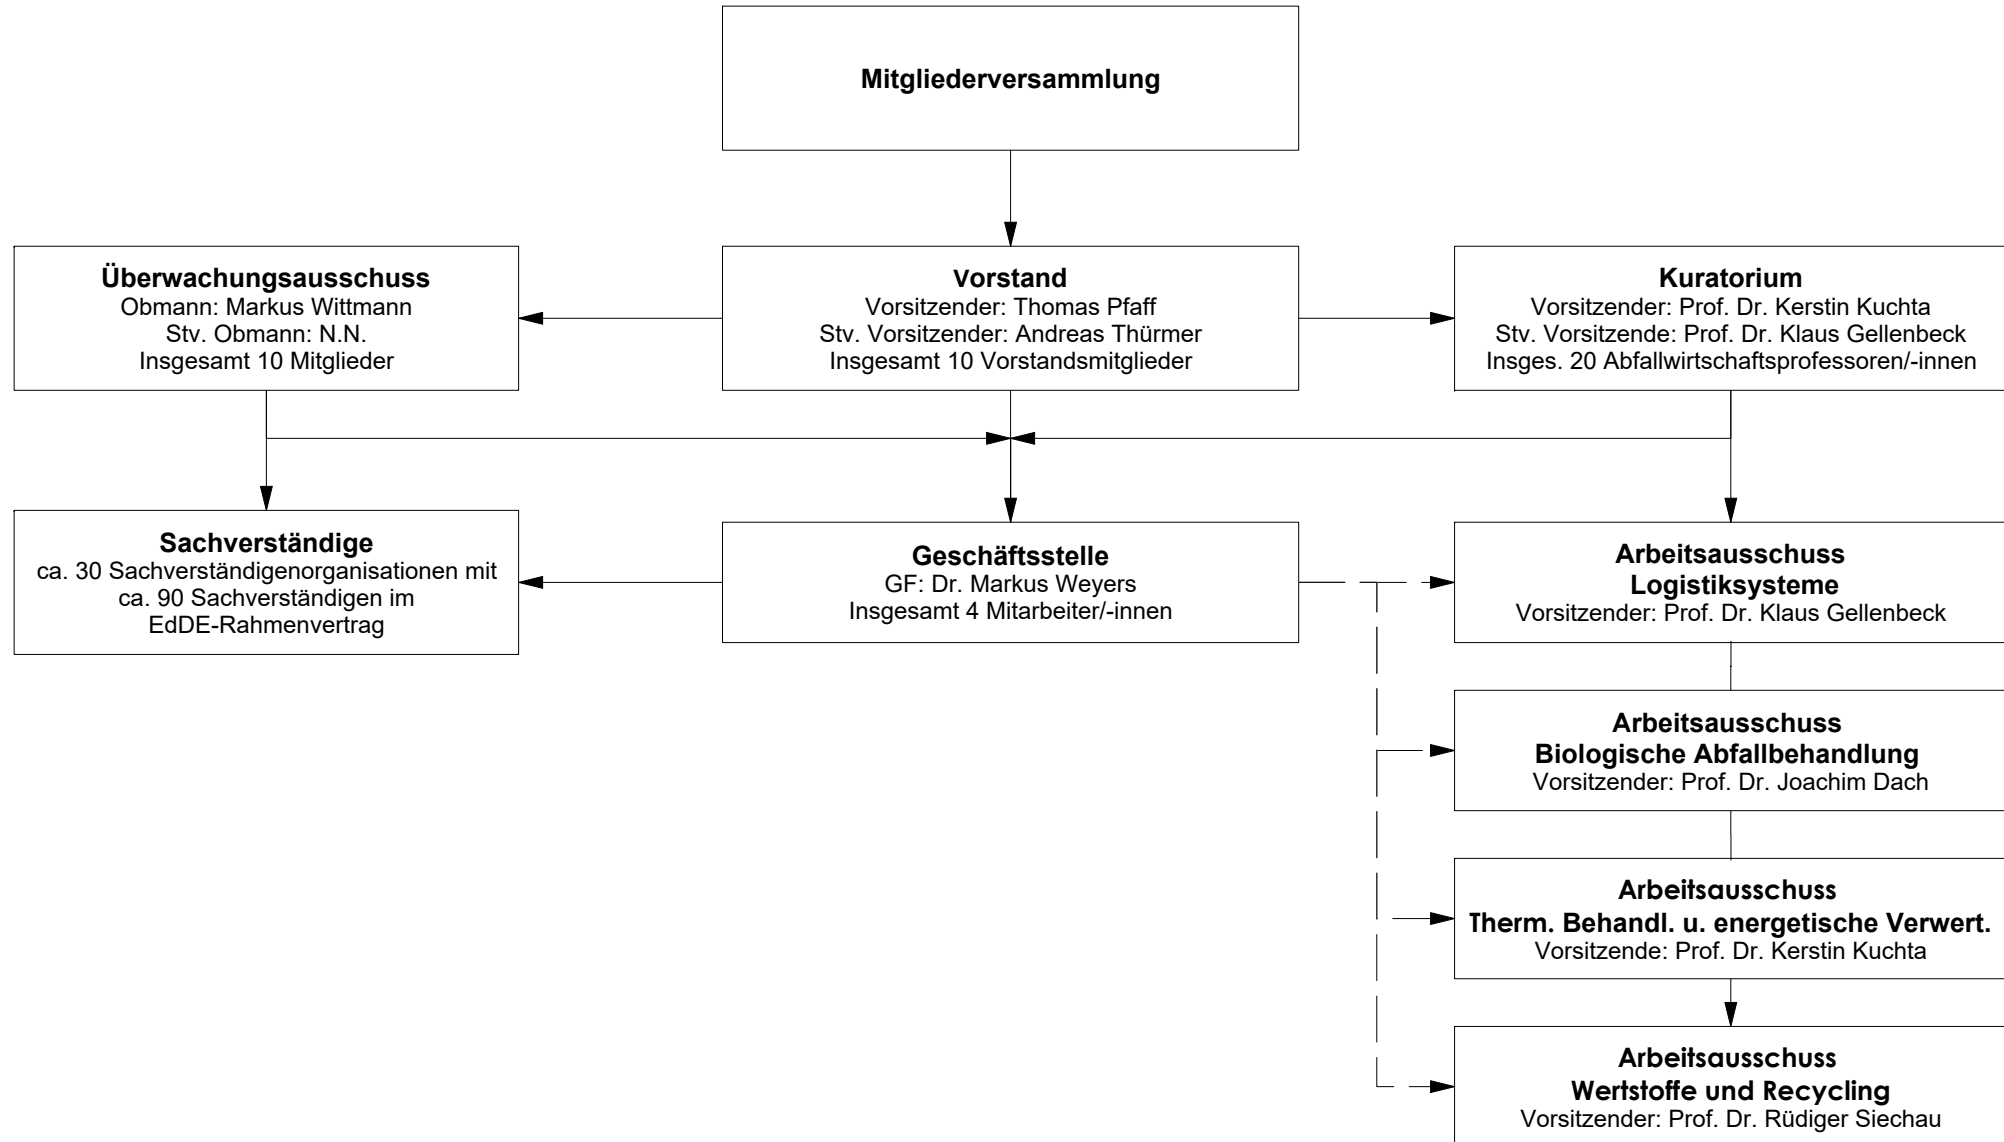 Mitgliederversammlung
Überwachungsausschuss
Obmann: Markus Wittmann
Stv. Obmann: N.N.
Insgesamt 10 Mitglieder
Vorstand
Vorsitzender: Thomas Pfaff
Stv. Vorsitzender: Andreas Thürmer
Insgesamt 10 Vorstandsmitglieder
Kuratorium
Vorsitzender: Prof. Dr. Kerstin Kuchta
Stv. Vorsitzende: Prof. Dr. Klaus Gellenbeck
Insges. 20 Abfallwirtschaftsprofessoren/-innen
Sachverständige
ca. 30 Sachverständigenorganisationen mit
ca. 90 Sachverständigen im
EdDE-Rahmenvertrag
Geschäftsstelle
GF: Dr. Markus Weyers
Insgesamt 4 Mitarbeiter/-innen
Arbeitsausschuss
Logistiksysteme
Vorsitzender: Prof. Dr. Klaus Gellenbeck
Arbeitsausschuss
Biologische Abfallbehandlung
Vorsitzender: Prof. Dr. Joachim Dach
Arbeitsausschuss
Therm. Behandl. u. energetische Verwert.
Vorsitzende: Prof. Dr. Kerstin Kuchta
Arbeitsausschuss
Wertstoffe und Recycling
Vorsitzender: Prof. Dr. Rüdiger Siechau